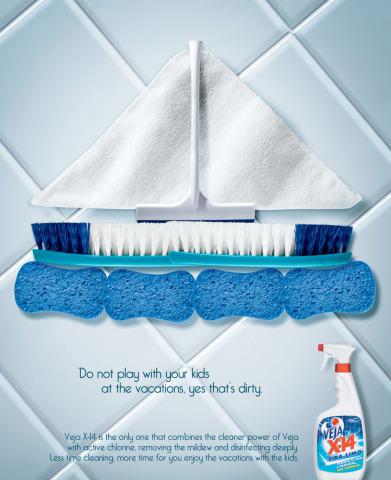 Do not play with your kids
at the vacations, yes that's dirty.
Veja X-14 is the only one that combines the cleaner power of Veja
with active chlorine, removing the mildew and disinfecting deeply
Less time cleaning, more time for you enjoy the vacations with the kids
VEJA
X-14
TIRA-LIMO